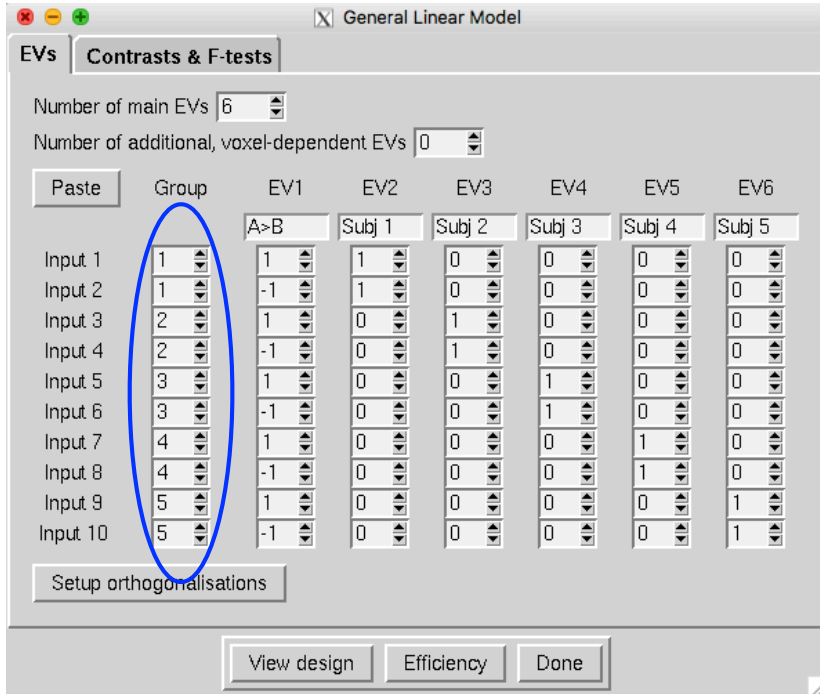 General Linear Model
EVs Contrasts & F-tests
Number of main EVs 6
Number of additional, voxel-dependent EVs 0
Paste Group EV1 EV2 EV3 EV4 EV5 EV6
A>B Subj 1 Subj 2 Subj 3 Subj 4 Subj 5
Input 1 1 1 1 0 0 0 0
Input 2 1 -1 1 0 0 0 0
Input 3 2 1 0 1 0 0 0
Input 4 2 -1 0 1 0 0 0
Input 5 3 1 0 0 1 0 0
Input 6 3 -1 0 0 1 0 0
Input 7 4 1 0 0 0 1 0
Input 8 4 -1 0 0 0 1 0
Input 9 5 1 0 0 0 0 1
Input 10 5 -1 0 0 0 0 1
Setup orthogonalisations
View design Efficiency Done